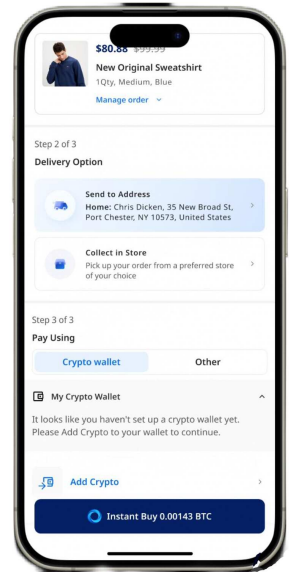 $80.88 $99.99
New Original Sweatshirt
1Qty, Medium, Blue
Manage order
Step 2 of 3
Delivery Option
Send to Address
Home: Chris Dicken, 35 New Broad St,
Port Chester, NY 10573, United States
Collect in Store
Pick up your order from a preferred store
of your choice
Step 3 of 3
Pay Using
Crypto wallet Other
My Crypto Wallet
It looks like you haven't set up a crypto wallet yet.
Please Add Crypto to your wallet to continue.
Add Crypto
Instant Buy 0.00143 BTC